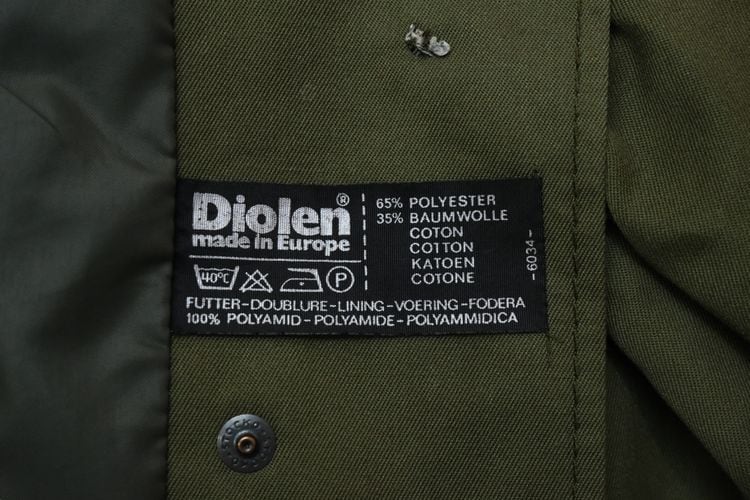 Diolen®
made in Europe
40°C P
65% POLYESTER
35% BAUMWOLLE
COTON
COTTON
KATOEN
COTONE
-6034-
FUTTER-DOUBLURE-LINING-VOERING-FODERA
100% POLYAMID-POLYAMIDE-POLYAMMIDICA